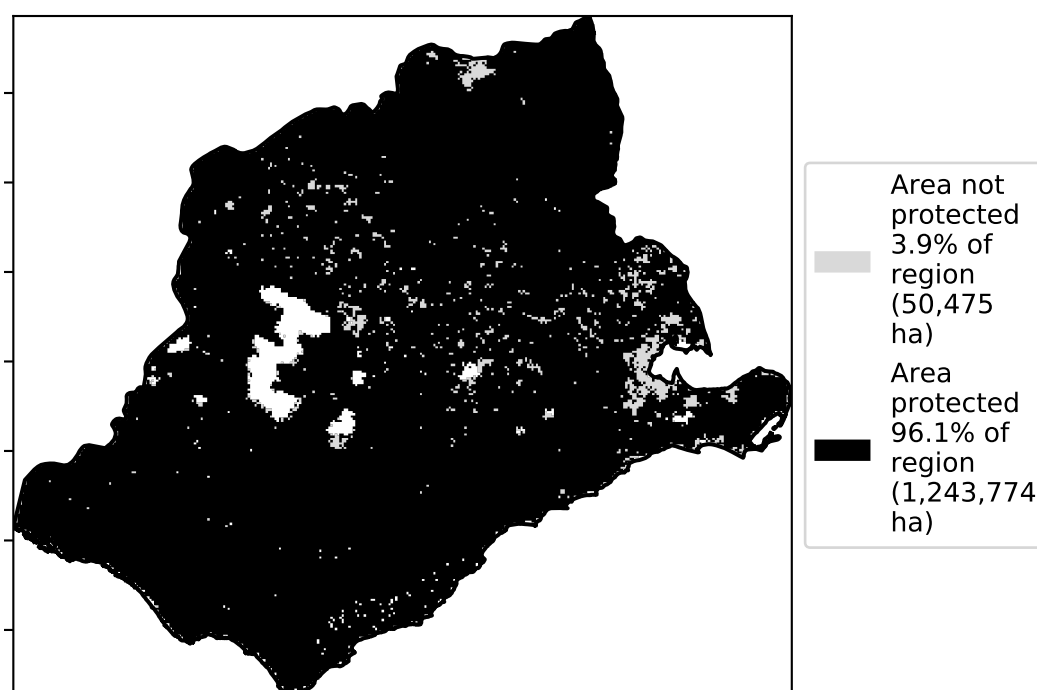 Area not
protected
3.9% of
region
(50,475
ha)
Area
protected
96.1% of
region
(1,243,774
ha)